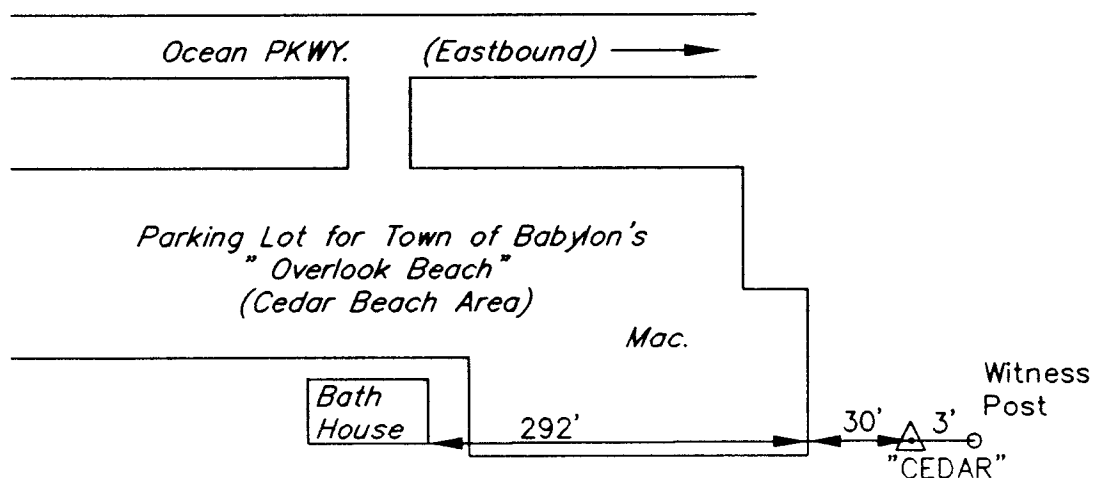 Ocean PKWY. (Eastbound)
Parking Lot for Town of Babylon's
" Overlook Beach"
(Cedar Beach Area)
Mac.
Bath
House
292'
30'
3'
Witness
Post
"CEDAR"